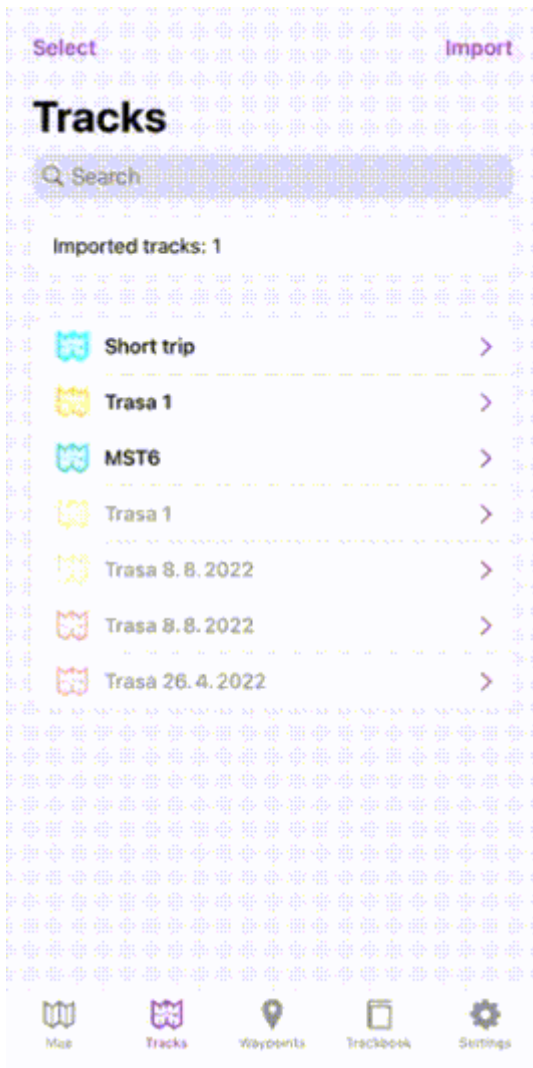 Select Import
Tracks
Search
Imported tracks: 1
Short trip
Trasa 1
MST6
Trasa 1
Trasa 8. 8. 2022
Trasa 8. 8. 2022
Trasa 26. 4. 2022
Map Tracks Waypoints Trackbook Settings